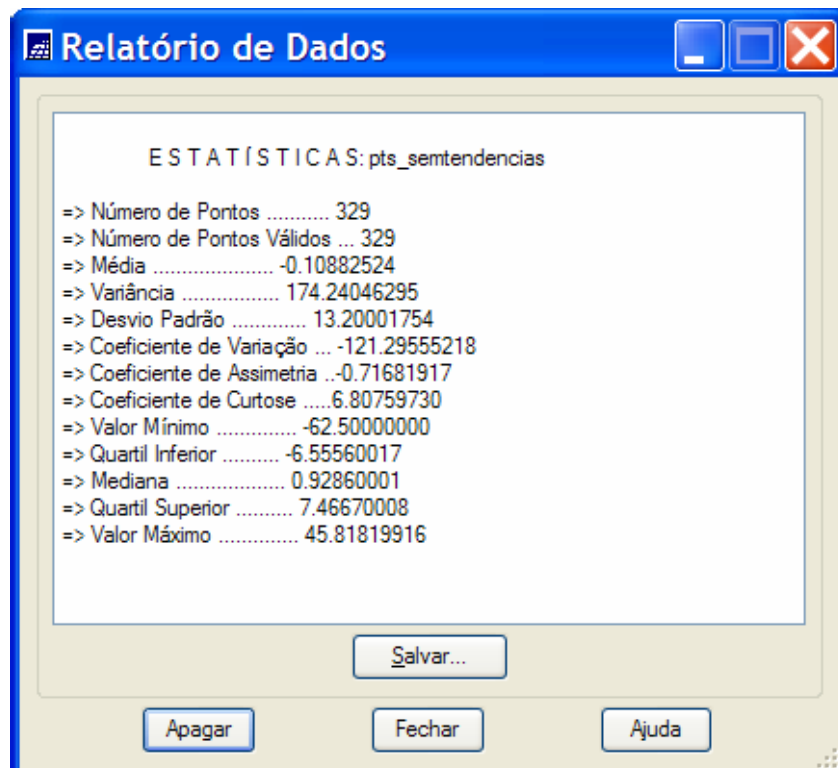 Relatório de Dados
E S T A T Í S T I C A S: pts_semtendencias
=> Número de Pontos ........... 329
=> Número de Pontos Válidos ... 329
=> Média ...................... -0.10882524
=> Variância .................. 174.24046295
=> Desvio Padrão .............. 13.20001754
=> Coeficiente de Variação ... -121.29555218
=> Coeficiente de Assimetria ..-0.71681917
=> Coeficiente de Curtose .....6.80759730
=> Valor Mínimo .............. -62.50000000
=> Quartil Inferior .......... -6.55560017
=> Mediana .................... 0.92860001
=> Quartil Superior .......... 7.46670008
=> Valor Máximo .............. 45.81819916
Salvar...
Apagar
Fechar
Ajuda